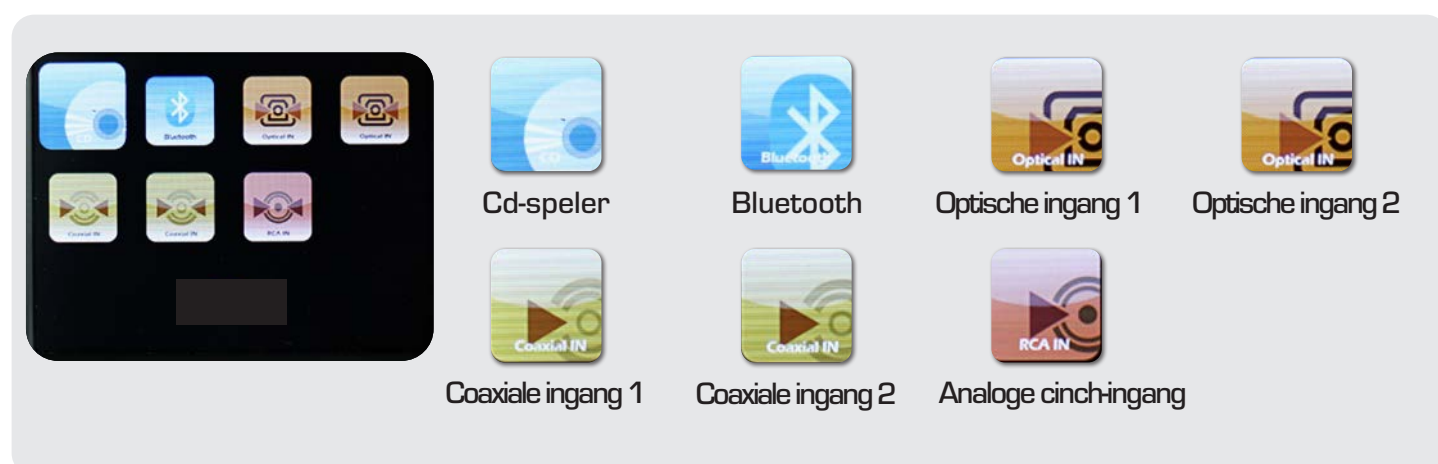 CD
Bluetooth
Optical IN
Optical IN
Coaxial IN
Coaxial IN
RCA IN
CD
Bluetooth
Optical IN
Optical IN
Cd-speler
Bluetooth
Optische ingang 1
Optische ingang 2
Coaxial IN
Coaxial IN
RCA IN
Coaxiale ingang 1
Coaxiale ingang 2
Analoge cinch-ingang